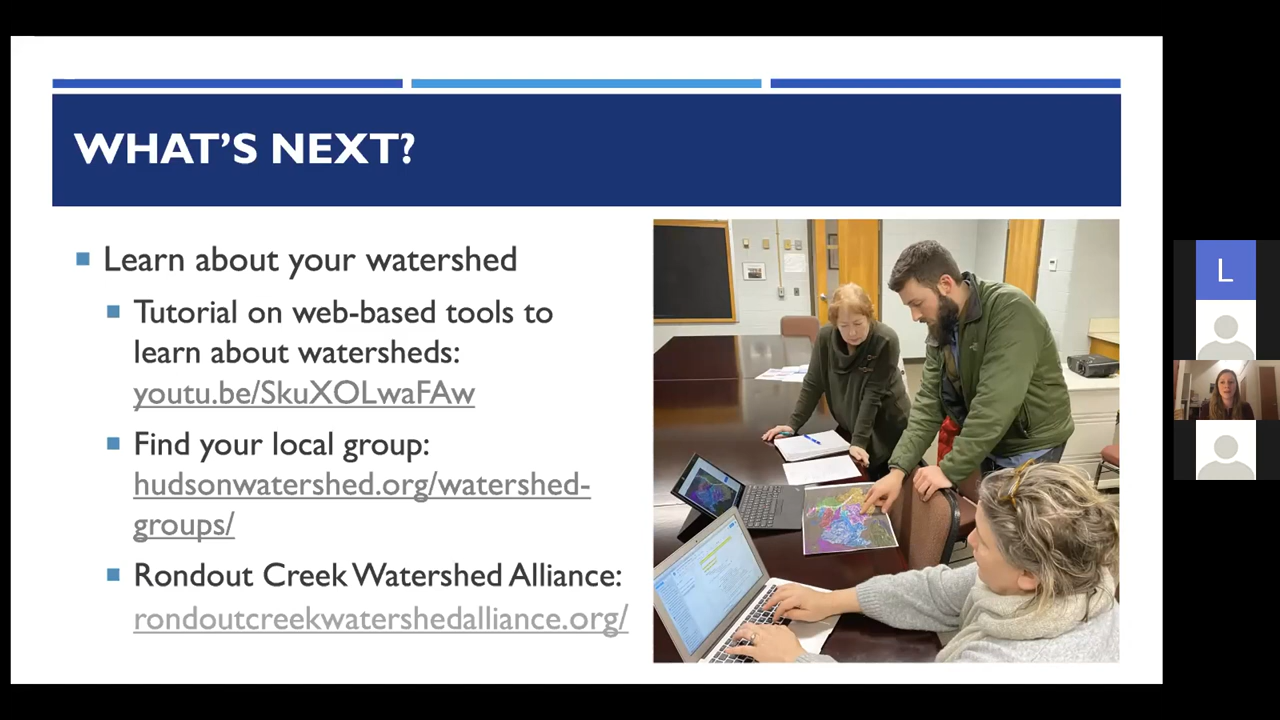 WHAT'S NEXT?
Learn about your watershed
Tutorial on web-based tools to
learn about watersheds:
youtu.be/SkuXOLwaFAw
Find your local group:
hudsonwatershed.org/watershed-
groups/
Rondout Creek Watershed Alliance:
rondoutcreekwatershedalliance.org/
L